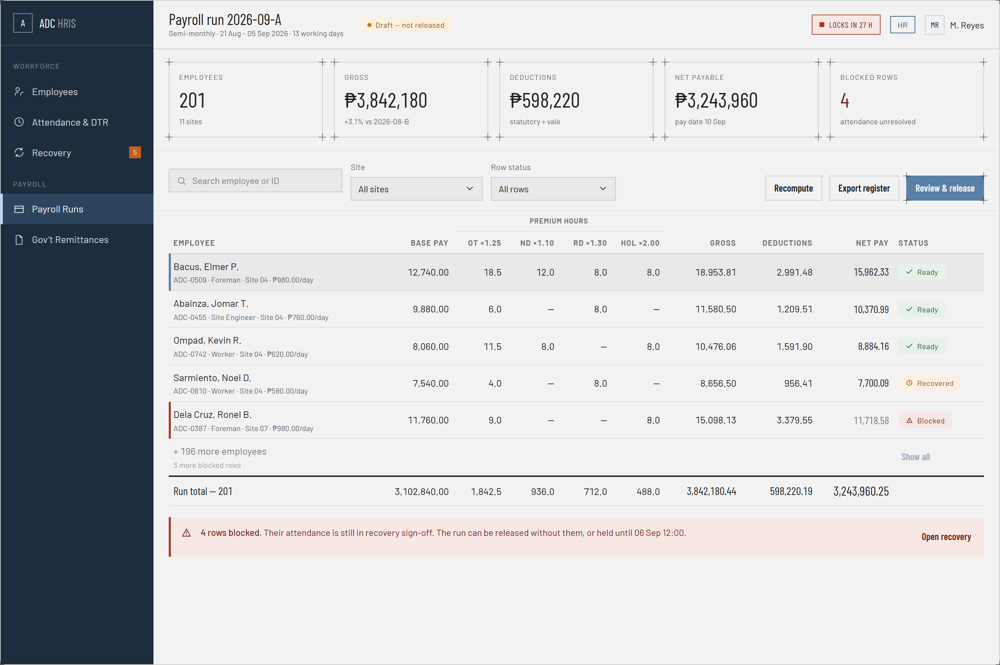 A ADC HRIS
WORKFORCE
Employees
Attendance & DTR
Recovery 5
PAYROLL
Payroll Runs
Gov’t Remittances
Payroll run 2026-09-A
Semi-monthly · 21 Aug – 05 Sep 2026 · 13 working days
Draft — not released
LOCKS IN 27 H
HR
MR M. Reyes
EMPLOYEES
201
11 sites
GROSS
₱3,842,180
+3.1% vs 2026-08-B
DEDUCTIONS
₱598,220
statutory + vale
NET PAYABLE
₱3,243,960
pay date 10 Sep
BLOCKED ROWS
4
attendance unresolved
Search employee or ID
Site
All sites
Row status
All rows
Recompute
Export register
Review & release
PREMIUM HOURS
EMPLOYEE BASE PAY OT ×1.25 ND ×1.10 RD ×1.30 HOL ×2.00 GROSS DEDUCTIONS NET PAY STATUS
Bacus, Elmer P. 12,740.00 18.5 12.0 8.0 8.0 18,953.81 2,991.48 15,962.33 Ready
ADC-0509 · Foreman · Site 04 · ₱980.00/day
Abainza, Jomar T. 9,880.00 6.0 — 8.0 — 11,580.50 1,209.51 10,370.99 Ready
ADC-0455 · Site Engineer · Site 04 · ₱760.00/day
Ompad, Kevin R. 8,060.00 11.5 8.0 — 8.0 10,476.06 1,591.90 8,884.16 Ready
ADC-0742 · Worker · Site 04 · ₱620.00/day
Sarmiento, Noel D. 7,540.00 4.0 — 8.0 — 8,656.50 956.41 7,700.09 Recovered
ADC-0810 · Worker · Site 04 · ₱580.00/day
Dela Cruz, Ronel B. 11,760.00 9.0 — — 8.0 15,098.13 3,379.55 11,718.58 Blocked
ADC-0387 · Foreman · Site 07 · ₱980.00/day
+ 196 more employees
3 more blocked rows
Show all
Run total — 201 3,102,840.00 1,842.5 936.0 712.0 488.0 3,842,180.44 598,220.19 3,243,960.25
4 rows blocked. Their attendance is still in recovery sign-off. The run can be released without them, or held until 06 Sep 12:00.
Open recovery